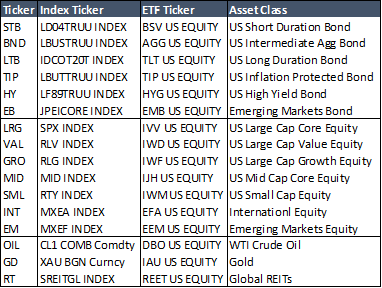 Ticker Index Ticker ETF Ticker Asset Class
STB LD04TRUU INDEX BSV US EQUITY US Short Duration Bond
BND LBUSTRUU INDEX AGG US EQUITY US Intermediate Agg Bond
LTB IDCOT20T INDEX TLT US EQUITY US Long Duration Bond
TIP LBUTTRUU INDEX TIP US EQUITY US Inflation Protected Bond
HY LF89TRUU INDEX HYG US EQUITY US High Yield Bond
EB JPEICORE INDEX EMB US EQUITY Emerging Markets Bond
LRG SPX INDEX IVV US EQUITY US Large Cap Core Equity
VAL RLV INDEX IWD US EQUITY US Large Cap Value Equity
GRO RLG INDEX IWF US EQUITY US Large Cap Growth Equity
MID MID INDEX IJH US EQUITY US Mid Cap Core Equity
SML RTY INDEX IWM US EQUITY US Small Cap Equity
INT MXEA INDEX EFA US EQUITY Internationl Equity
EM MXEF INDEX EEM US EQUITY Emerging Markets Equity
OIL CL1 COMB Comdty DBO US EQUITY WTI Crude Oil
GD XAU BGN Curncy IAU US EQUITY Gold
RT SREITGL INDEX REET US EQUITY Global REITs